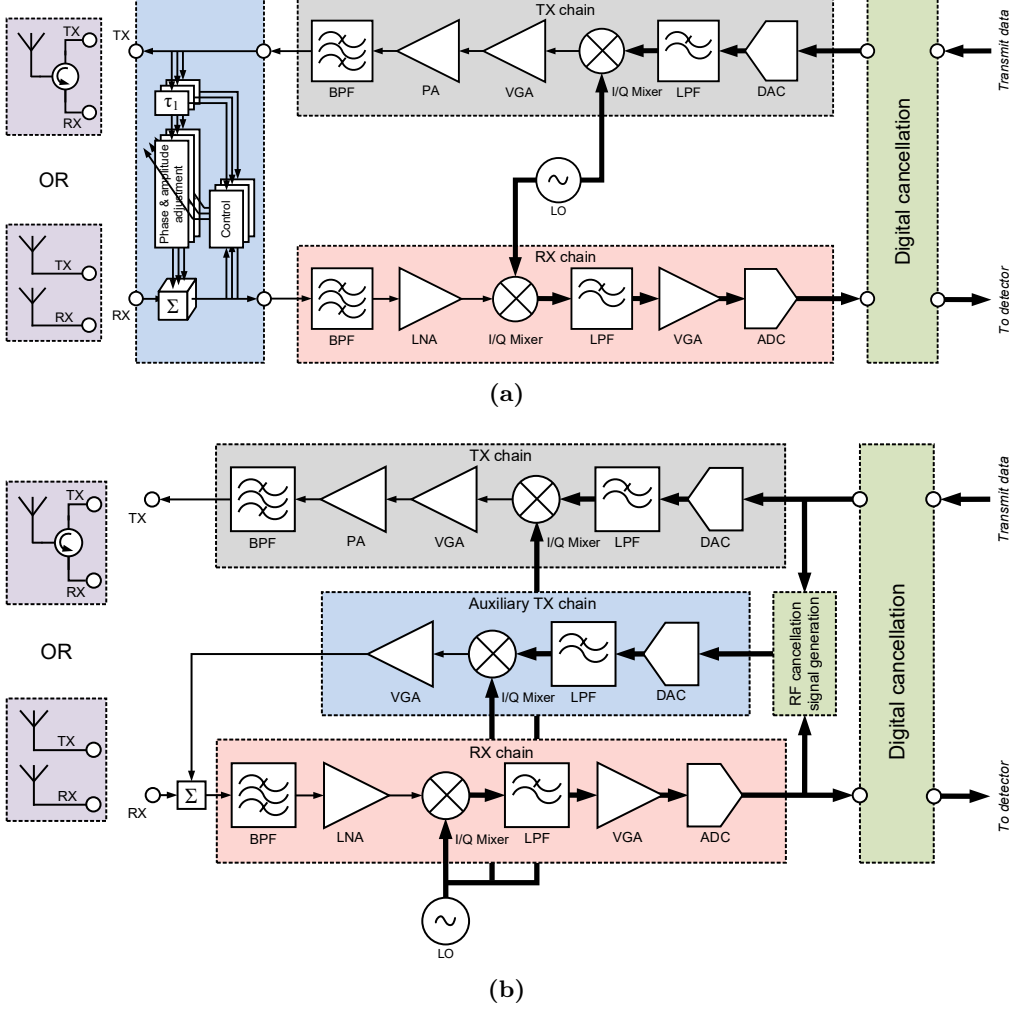 TX chain
TX
RX
OR
TX
RX
TX
τ1
Phase & amplitude
adjustment
Control
Σ
RX
BPF
PA
VGA
I/Q Mixer
LPF
DAC
LO
RX chain
BPF
LNA
I/Q Mixer
LPF
VGA
ADC
Digital cancellation
Transmit data
To detector
(a)
TX
RX
OR
TX
RX
TX
TX chain
BPF
PA
VGA
I/Q Mixer
LPF
DAC
Auxiliary TX chain
VGA
I/Q Mixer
LPF
DAC
RF cancellation
signal generation
RX
Σ
RX chain
BPF
LNA
I/Q Mixer
LPF
VGA
ADC
LO
Digital cancellation
Transmit data
To detector
(b)